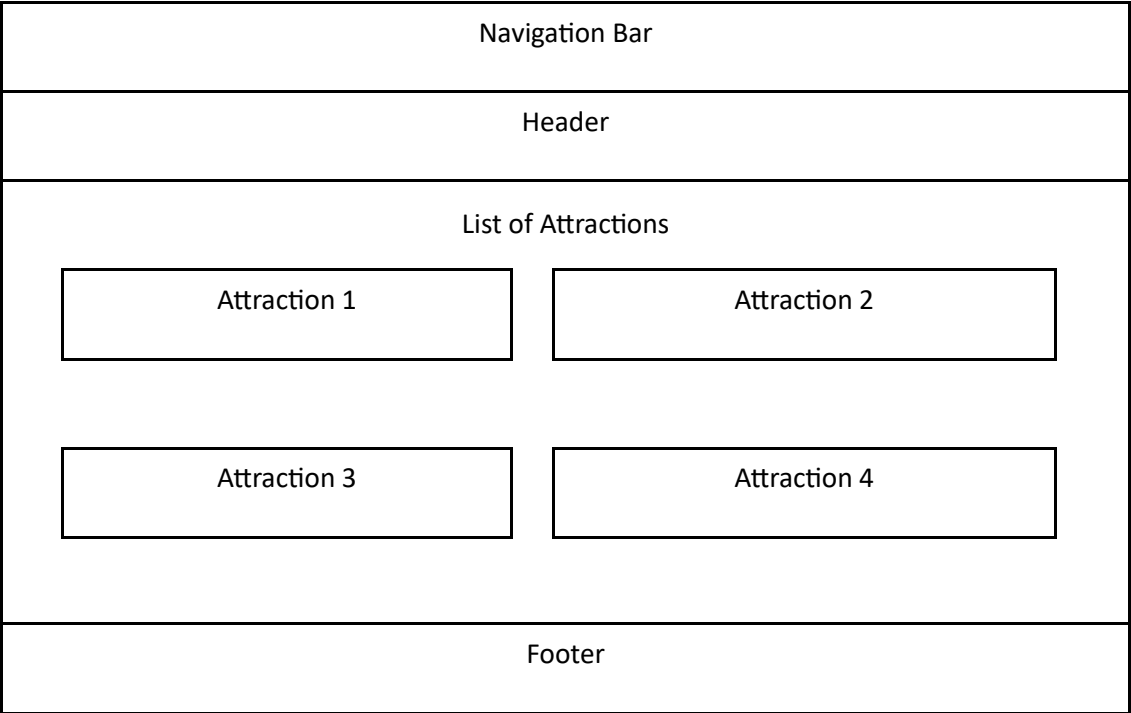 Navigation Bar
Header
List of Attractions
Attraction 1
Attraction 2
Attraction 3
Attraction 4
Footer